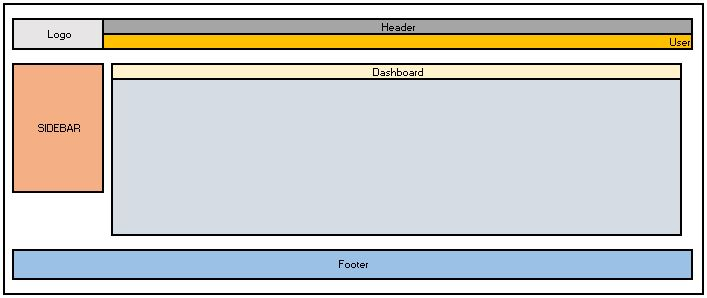 Logo
Header
User
SIDEBAR
Dashboard
Footer